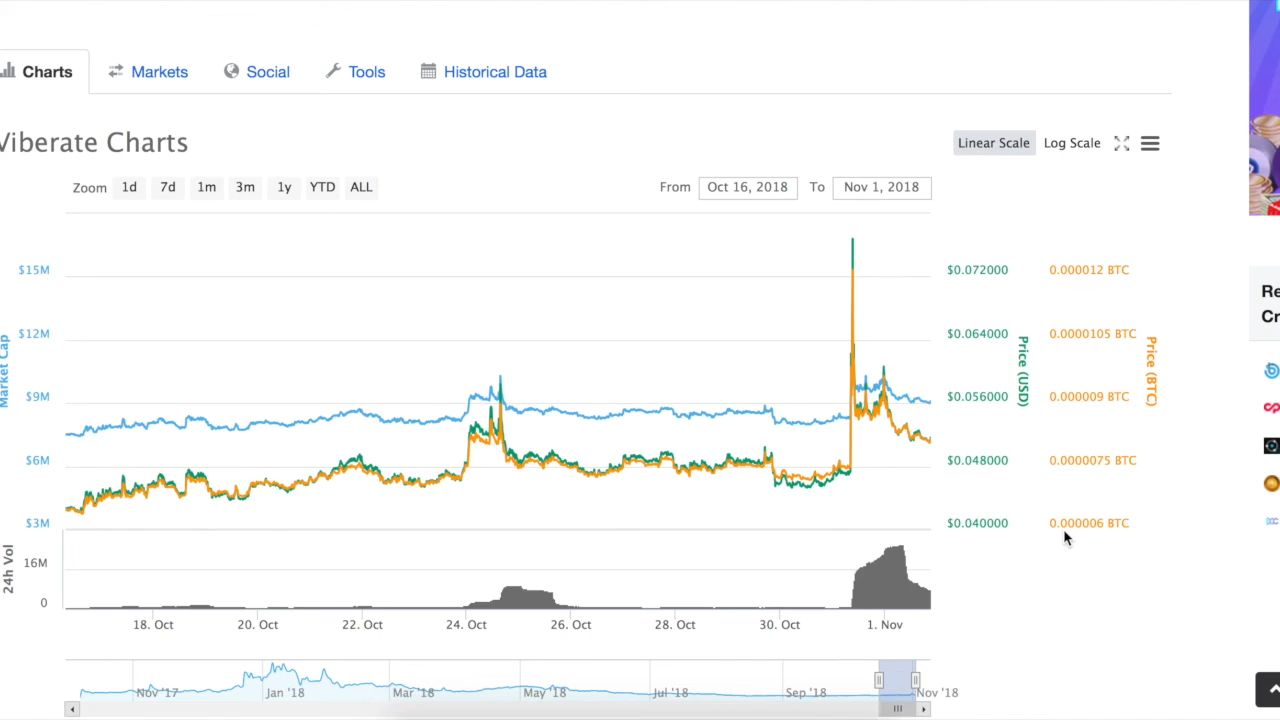 Charts Markets Social Tools Historical Data
Viberate Charts
Linear Scale Log Scale
Zoom 1d 7d 1m 3m 1y YTD ALL From Oct 16, 2018 To Nov 1, 2018
$15M $0.072000 0.000012 BTC
$12M $0.064000 0.0000105 BTC
$9M $0.056000 0.000009 BTC
$6M $0.048000 0.0000075 BTC
$3M $0.040000 0.000006 BTC
Market Cap
Price (USD)
Price (BTC)
24h Vol
16M
0
18. Oct 20. Oct 22. Oct 24. Oct 26. Oct 28. Oct 30. Oct 1. Nov
Nov '17 Jan '18 Mar '18 May '18 Jul '18 Sep '18 Nov '18
Re
Cr